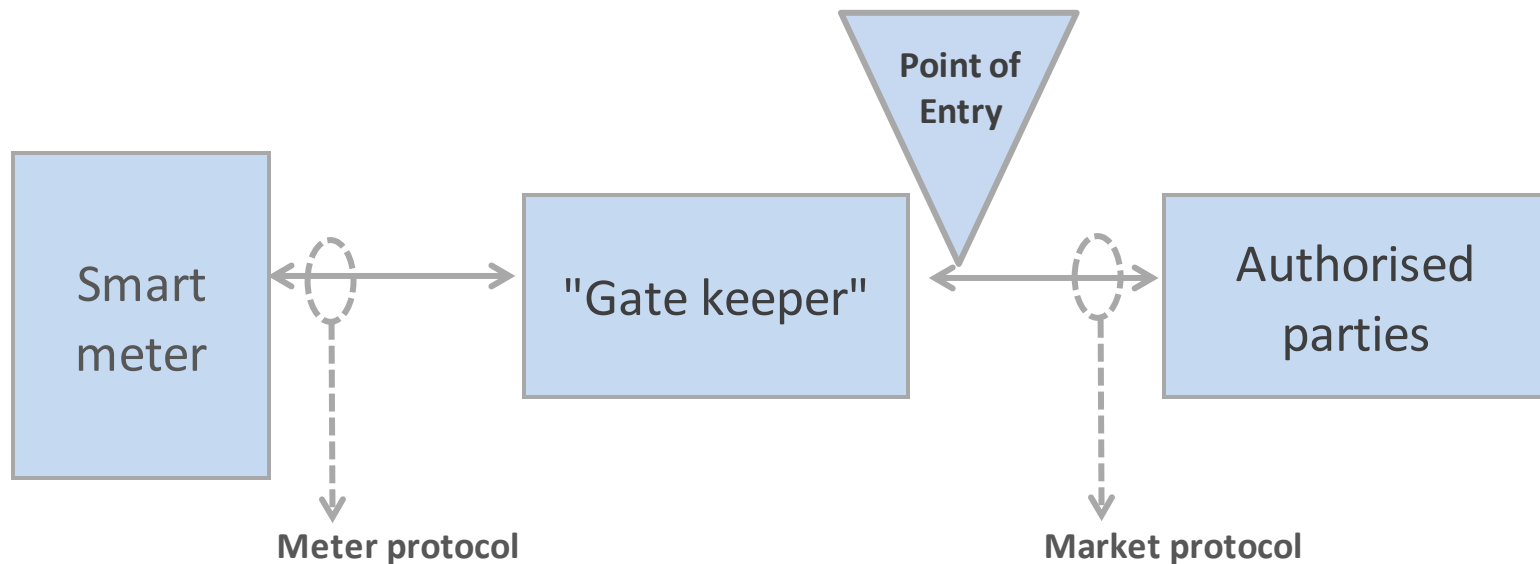 Point of
Entry
Smart
meter
"Gate keeper"
Authorised
parties
Meter protocol
Market protocol